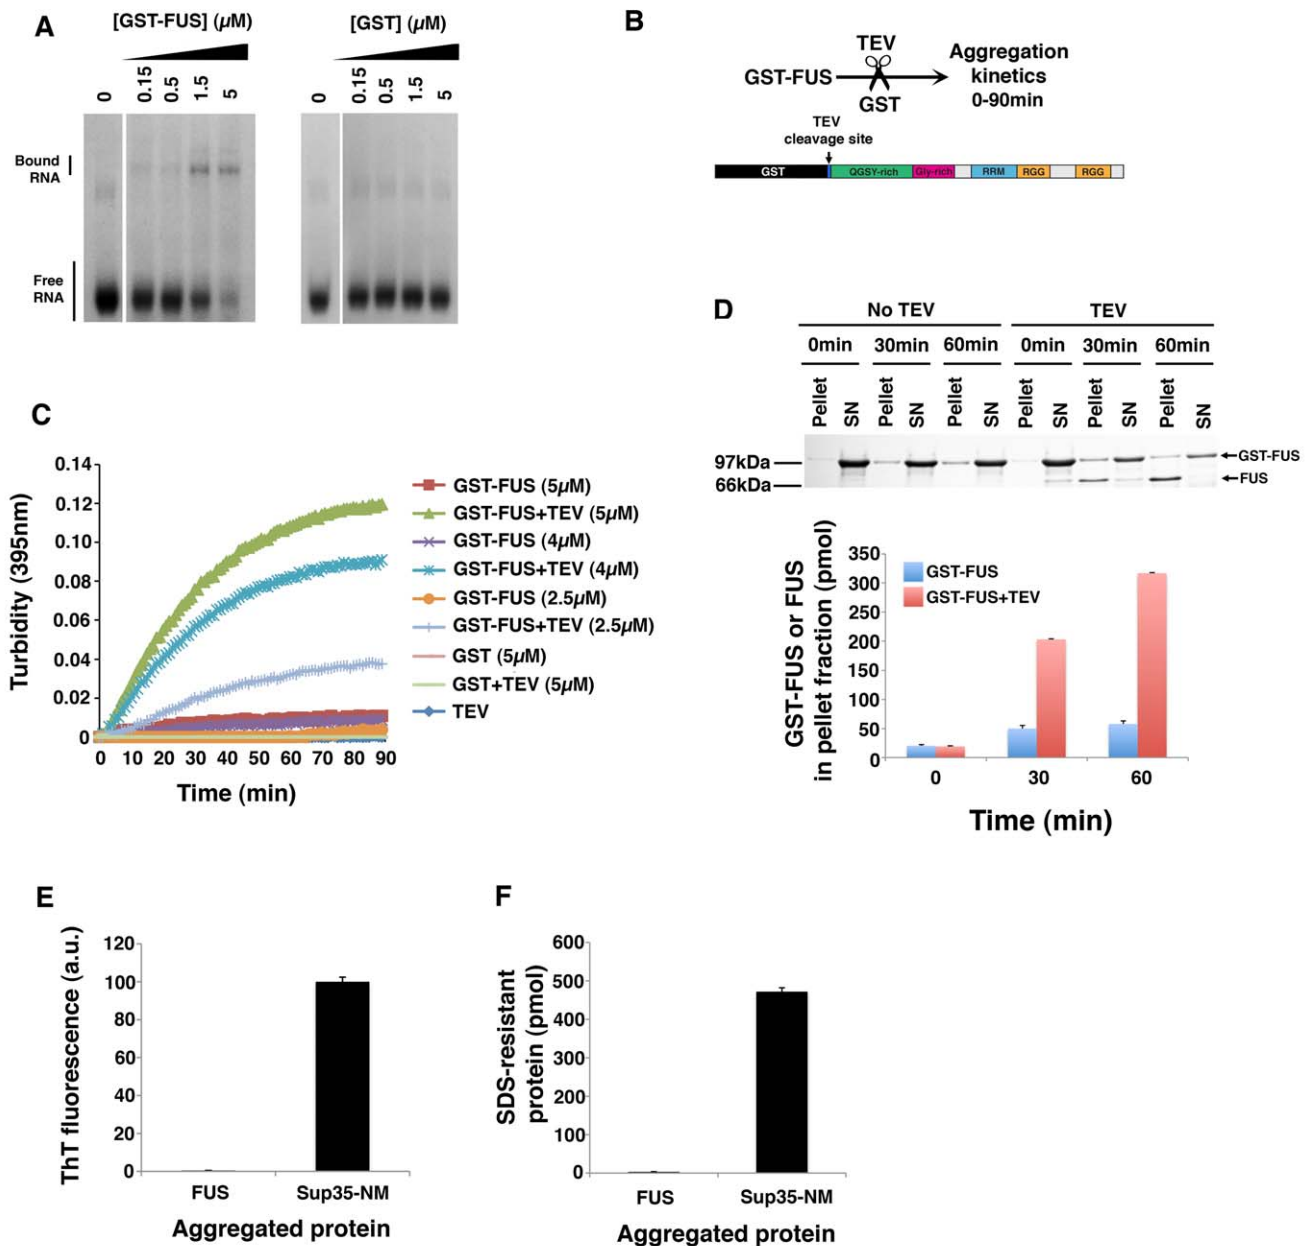 A
[GST-FUS] (µM)
0 0.15 0.5 1.5 5
[GST] (µM)
0 0.15 0.5 1.5 5
Bound
RNA
Free
RNA
B
TEV
GST-FUS
GST
Aggregation
kinetics
0-90min
TEV
cleavage site
GST QGSY-rich Gly-rich RRM RGG RGG
C
Turbidity (395nm)
0.14
0.12
0.10
0.08
0.06
0.04
0.02
0
0 10 20 30 40 50 60 70 80 90
Time (min)
GST-FUS (5µM)
GST-FUS+TEV (5µM)
GST-FUS (4µM)
GST-FUS+TEV (4µM)
GST-FUS (2.5µM)
GST-FUS+TEV (2.5µM)
GST (5µM)
GST+TEV (5µM)
TEV
D
No TEV TEV
0min 30min 60min 0min 30min 60min
Pellet SN Pellet SN Pellet SN Pellet SN Pellet SN Pellet SN
97kDa
66kDa
GST-FUS
FUS
GST-FUS or FUS
in pellet fraction (pmol)
350
300
250
200
150
100
50
0
GST-FUS
GST-FUS+TEV
0 30 60
Time (min)
E
ThT fluorescence (a.u.)
120
100
80
60
40
20
0
FUS Sup35-NM
Aggregated protein
F
SDS-resistant
protein (pmol)
600
500
400
300
200
100
0
FUS Sup35-NM
Aggregated protein